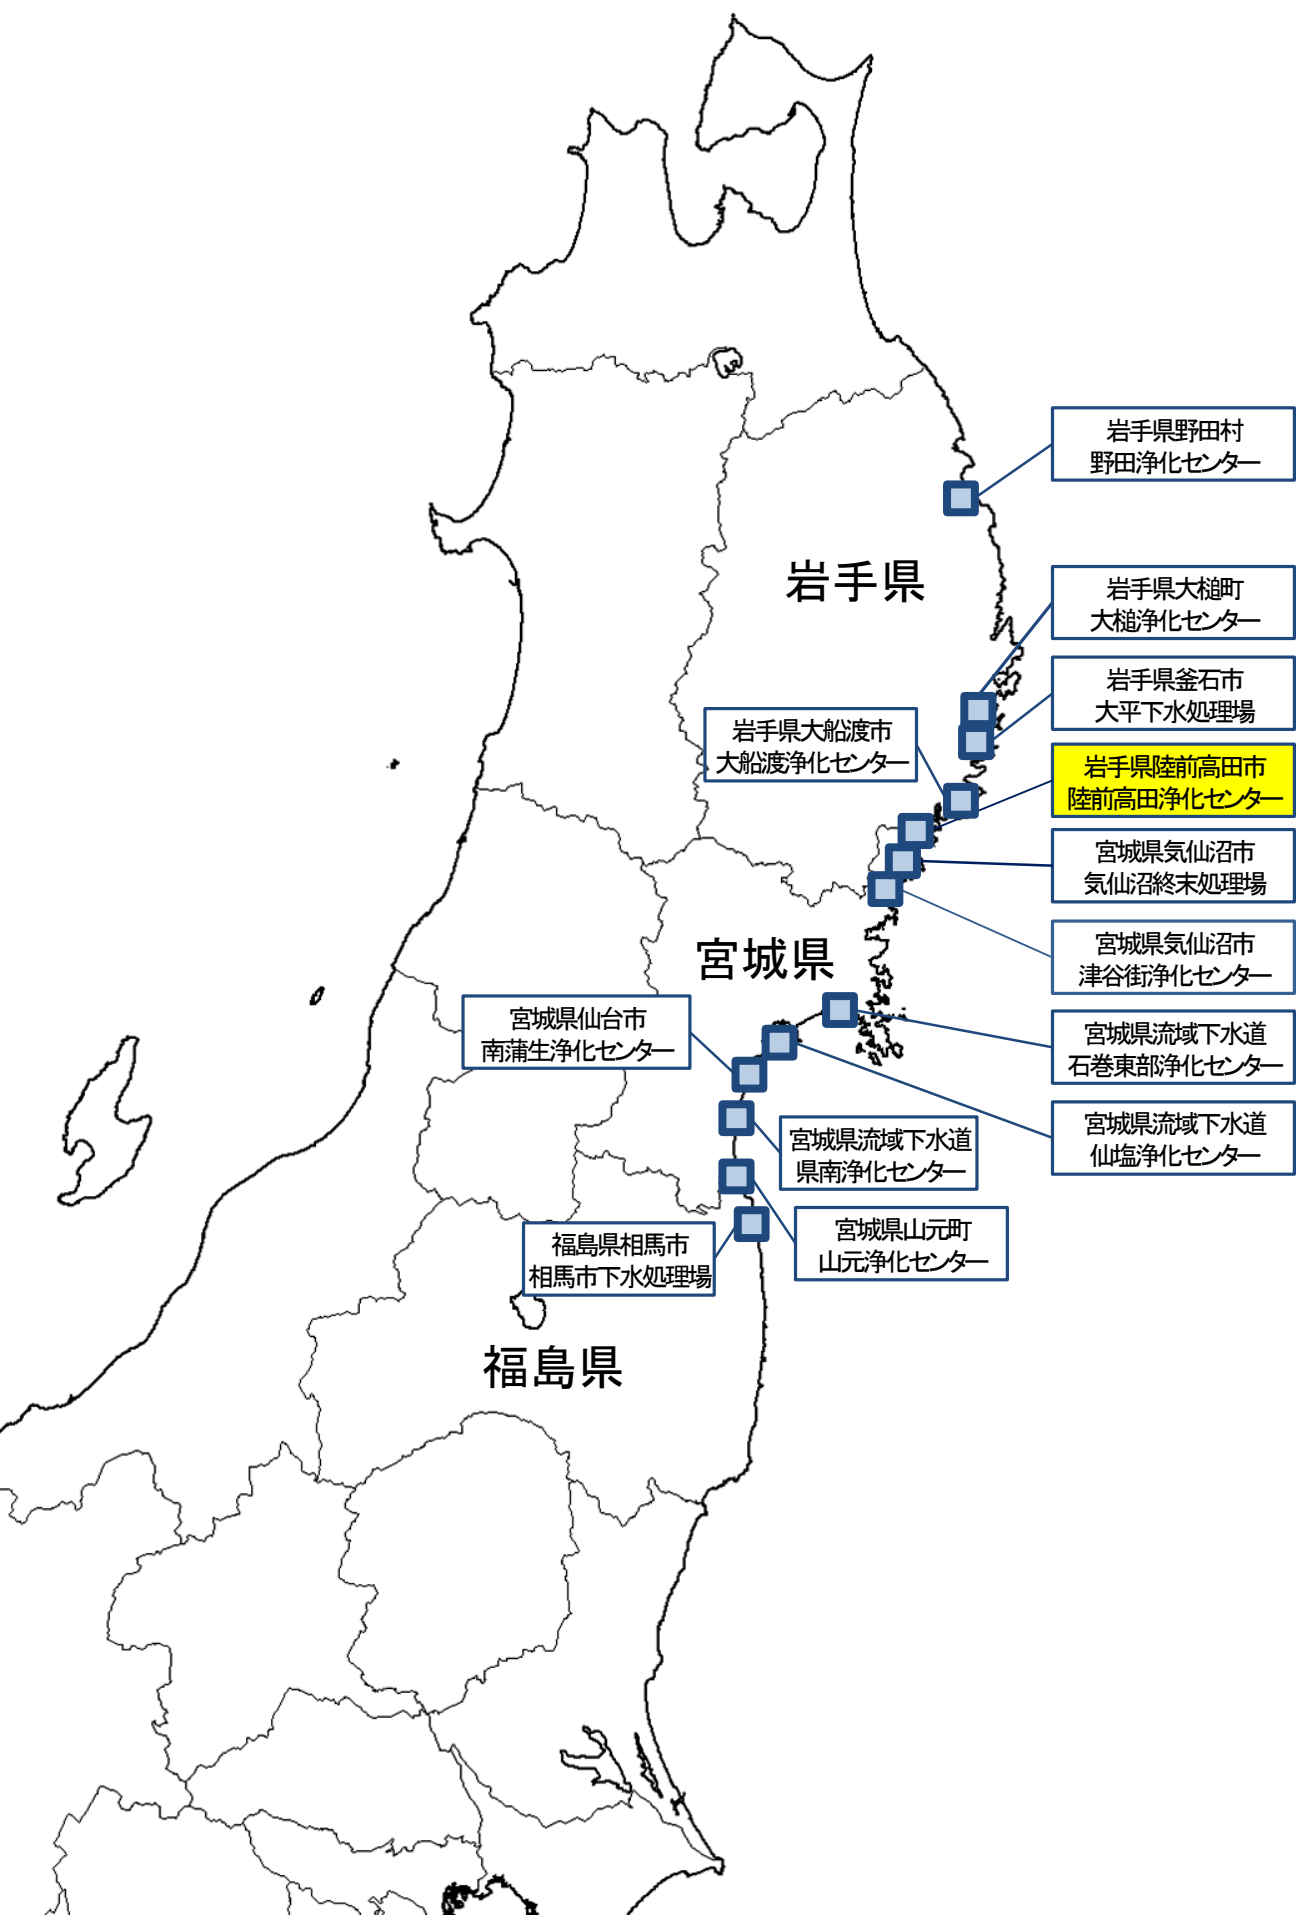 岩手県野田村
野田浄化センター
岩手県
岩手県大槌町
大槌浄化センター
岩手県釜石市
大平下水処理場
岩手県大船渡市
大船渡浄化センター
岩手県陸前高田市
陸前高田浄化センター
宮城県気仙沼市
気仙沼終末処理場
宮城県
宮城県気仙沼市
津谷街浄化センター
宮城県仙台市
南蒲生浄化センター
宮城県流域下水道
石巻東部浄化センター
宮城県流域下水道
仙塩浄化センター
宮城県流域下水道
県南浄化センター
宮城県山元町
山元浄化センター
福島県相馬市
相馬市下水処理場
福島県